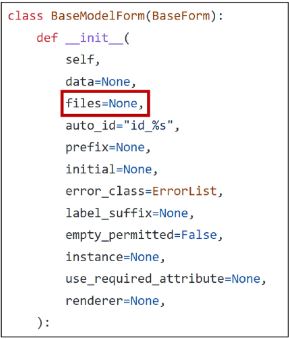 class BaseModelForm(BaseForm):
    def __init__(
        self,
        data=None,
        files=None,
        auto_id="id_%s",
        prefix=None,
        initial=None,
        error_class=ErrorList,
        label_suffix=None,
        empty_permitted=False,
        instance=None,
        use_required_attribute=None,
        renderer=None,
    ):